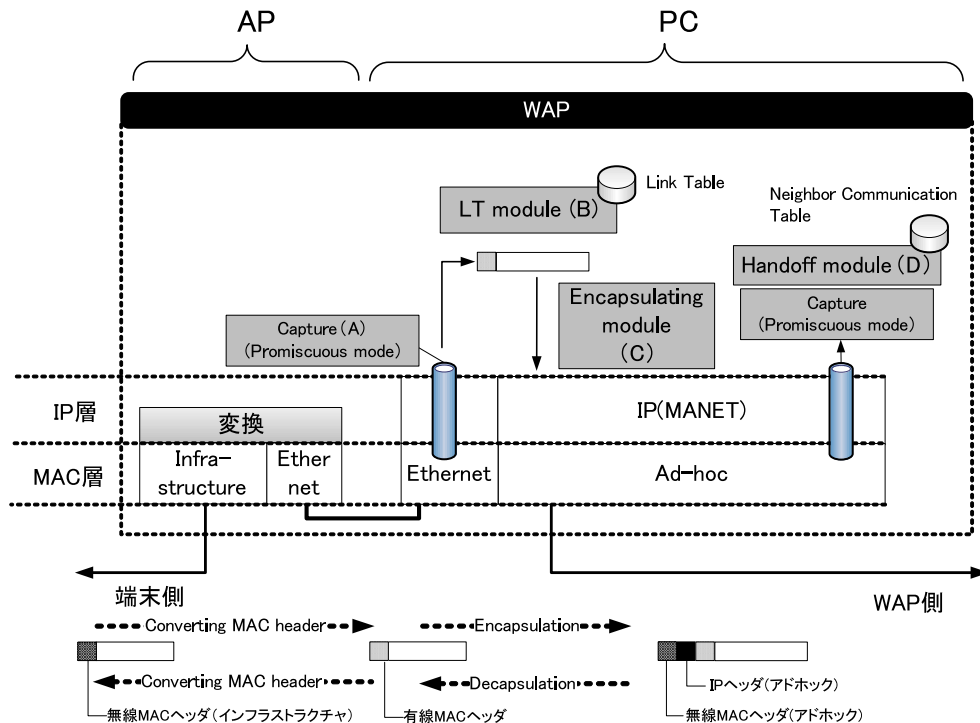 AP
PC
WAP
Link Table
LT module (B)
Neighbor Communication
Table
Handoff module (D)
Capture
(Promiscuous mode)
Encapsulating
module
(C)
Capture (A)
(Promiscuous mode)
IP層
変換
IP(MANET)
MAC層
Infra-
structure
Ether
net
Ethernet
Ad-hoc
端末側
WAP側
Converting MAC header
Encapsulation
Converting MAC header
Decapsulation
IPヘッダ(アドホック)
無線MACヘッダ(インフラストラクチャ)
有線MACヘッダ
無線MACヘッダ(アドホック)